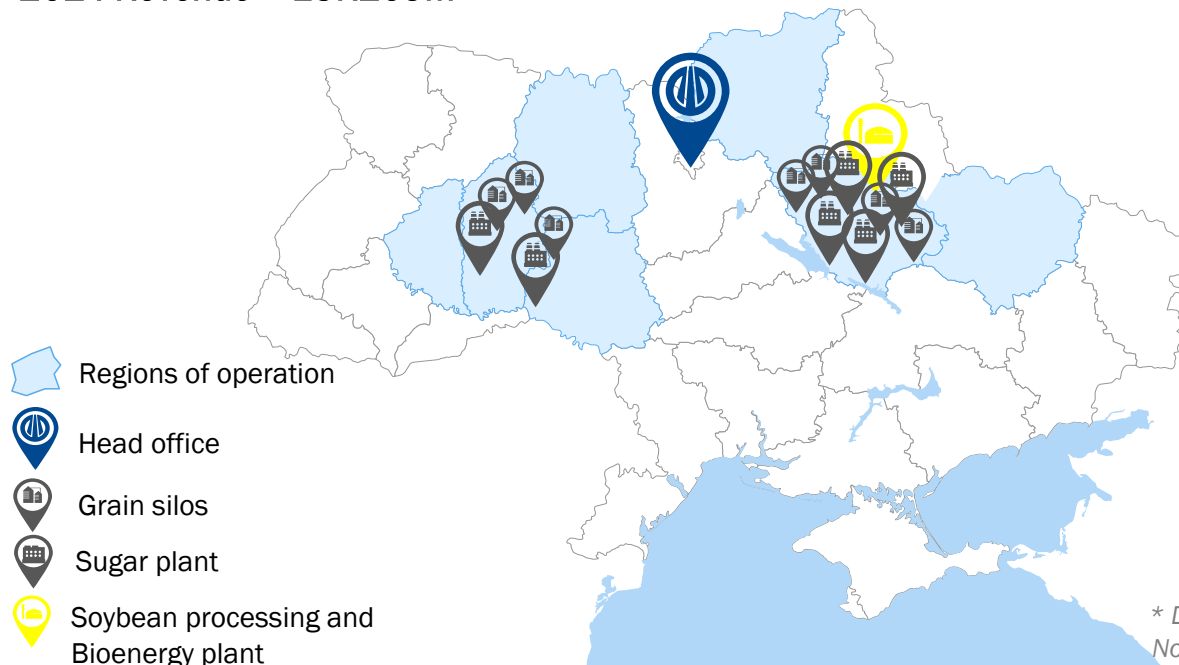 Regions of operation
Head office
Grain silos
Sugar plant
Soybean processing and
Bioenergy plant